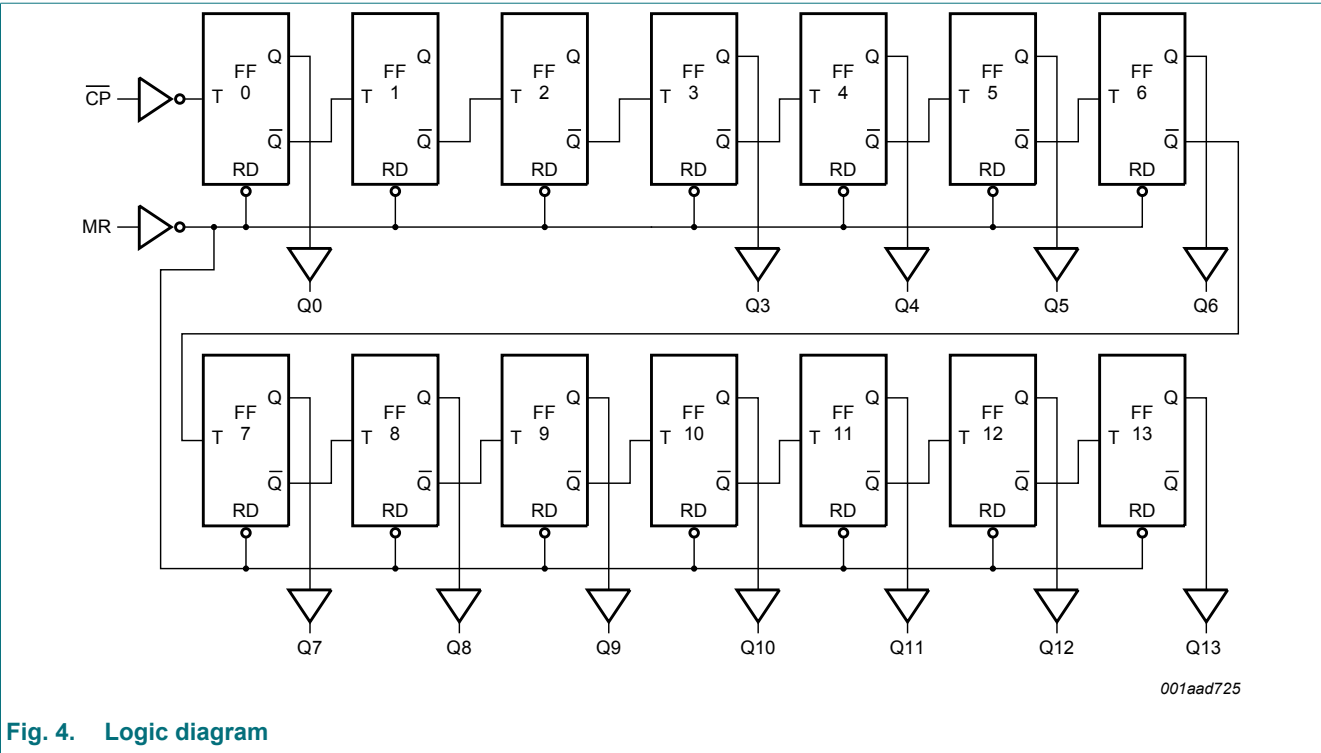 Q Q Q Q Q Q Q
FF FF FF FF FF FF FF
0 1 2 3 4 5 6
C̅P̅ T T T T T T T
Q̅ Q̅ Q̅ Q̅ Q̅ Q̅ Q̅
RD RD RD RD RD RD RD
MR
Q0 Q3 Q4 Q5 Q6
Q Q Q Q Q Q Q
FF FF FF FF FF FF FF
7 8 9 10 11 12 13
T T T T T T T
Q̅ Q̅ Q̅ Q̅ Q̅ Q̅ Q̅
RD RD RD RD RD RD RD
Q7 Q8 Q9 Q10 Q11 Q12 Q13
001aad725
Fig. 4. Logic diagram